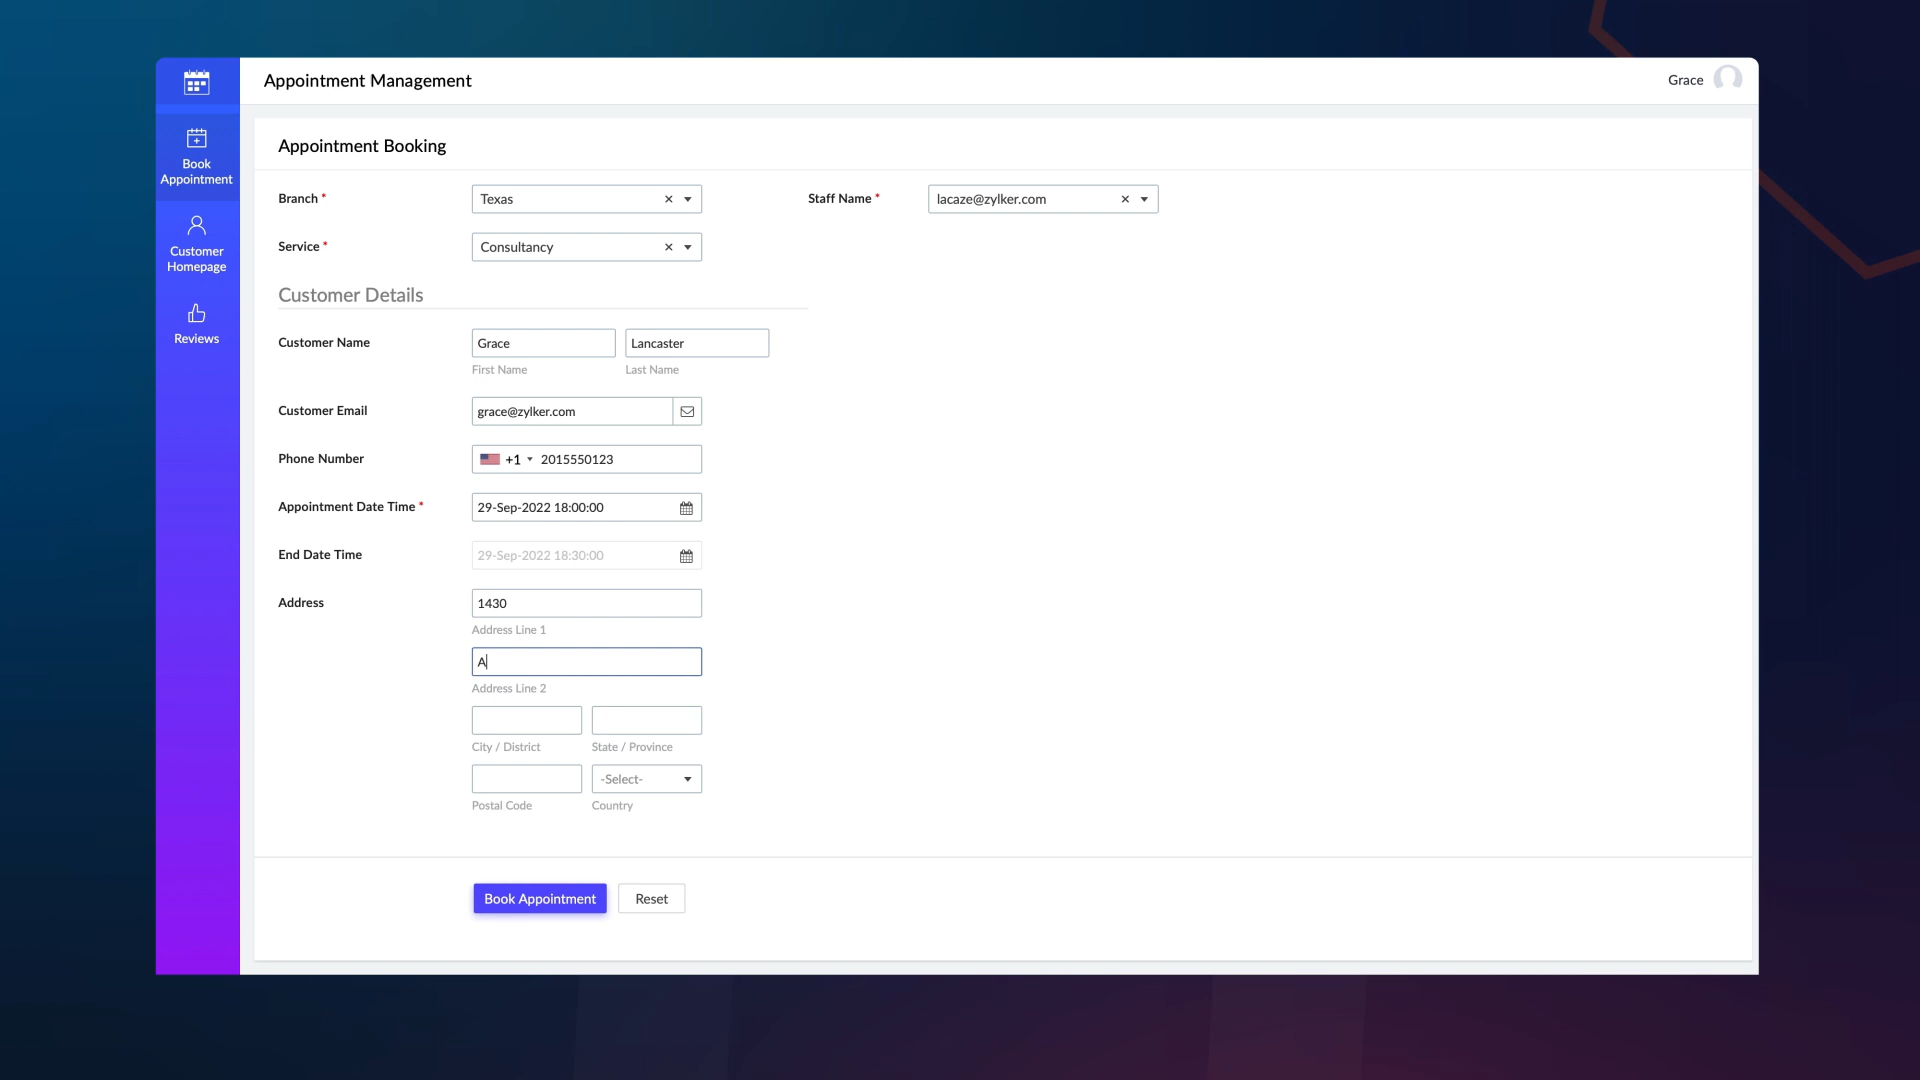 Appointment Management
Grace
Book
Appointment
Customer
Homepage
Reviews
Appointment Booking
Branch *
Texas
Staff Name *
lacaze@zylker.com
Service *
Consultancy
Customer Details
Customer Name
Grace
Lancaster
First Name
Last Name
Customer Email
grace@zylker.com
Phone Number
+1 2015550123
Appointment Date Time *
29-Sep-2022 18:00:00
End Date Time
29-Sep-2022 18:30:00
Address
1430
Address Line 1
A
Address Line 2
City / District
State / Province
-Select-
Postal Code
Country
Book Appointment
Reset